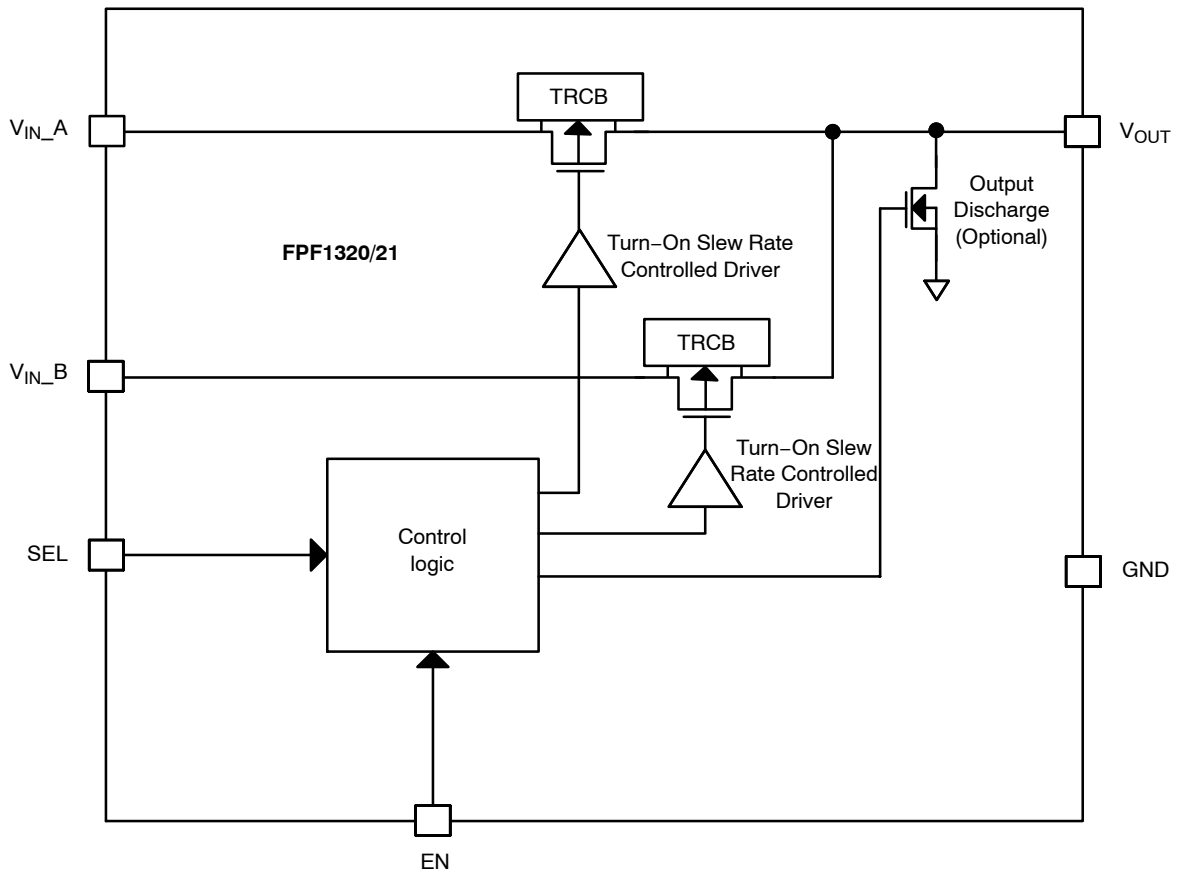 TRCB
V_IN_A
V_OUT
Output
Discharge
(Optional)
FPF1320/21
Turn−On Slew Rate
Controlled Driver
TRCB
V_IN_B
Turn−On Slew
Rate Controlled
Driver
Control
logic
SEL
GND
EN